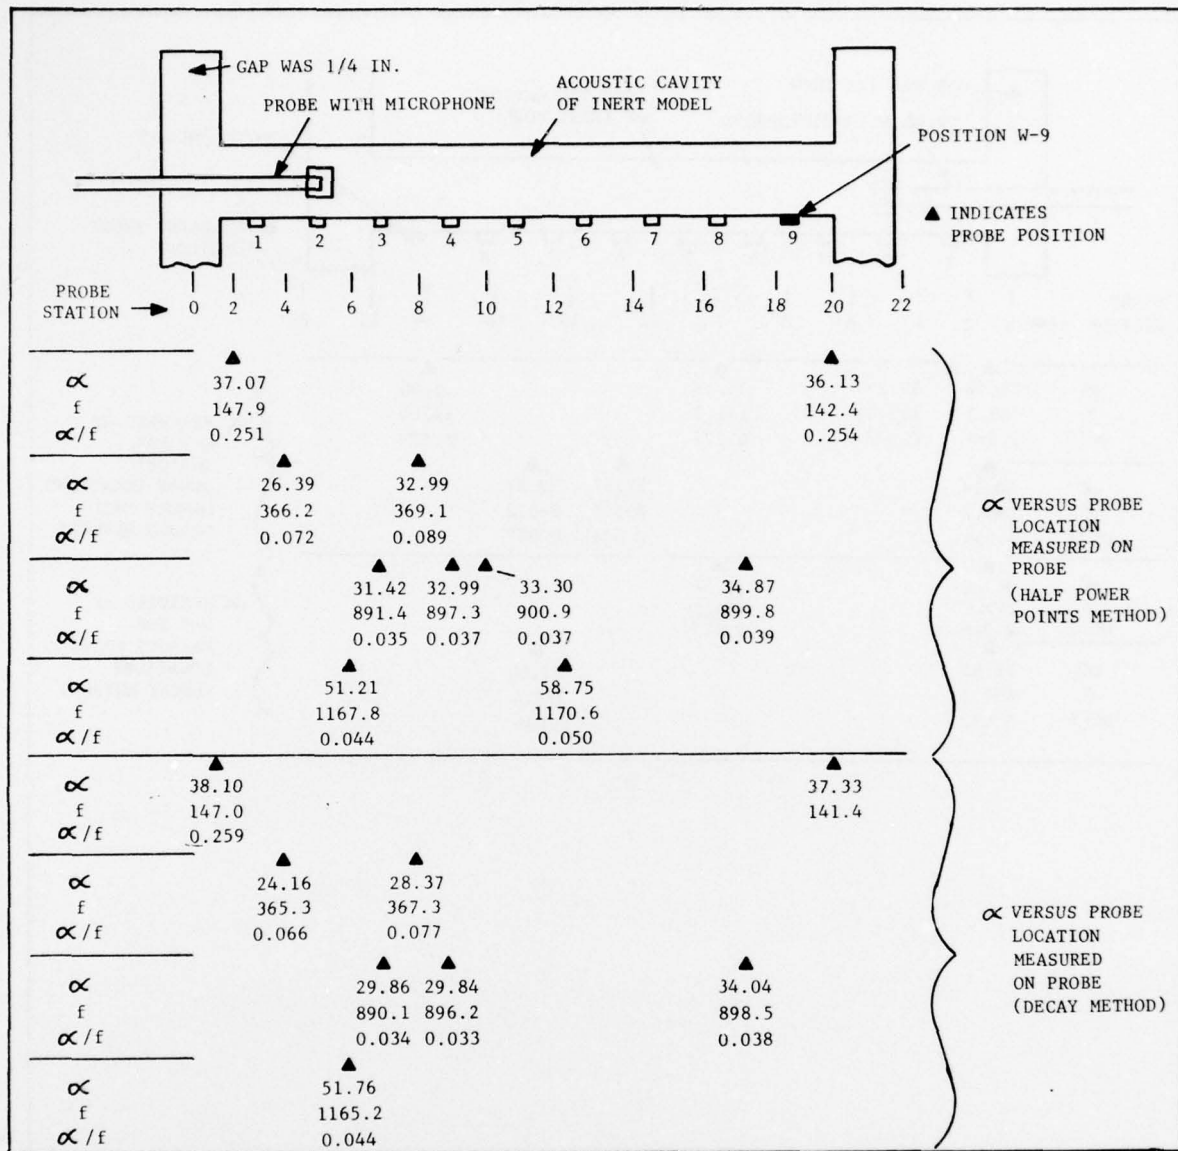 GAP WAS 1/4 IN.
PROBE WITH MICROPHONE
ACOUSTIC CAVITY
OF INERT MODEL
POSITION W-9
▲ INDICATES
PROBE POSITION
1 2 3 4 5 6 7 8 9
PROBE
STATION
0 2 4 6 8 10 12 14 16 18 20 22
α 37.07 36.13
f 147.9 142.4
α/f 0.251 0.254
α 26.39 32.99
f 366.2 369.1
α/f 0.072 0.089
α 31.42 32.99 33.30 34.87
f 891.4 897.3 900.9 899.8
α/f 0.035 0.037 0.037 0.039
α 51.21 58.75
f 1167.8 1170.6
α/f 0.044 0.050
α VERSUS PROBE
LOCATION
MEASURED ON
PROBE
(HALF POWER
POINTS METHOD)
α 38.10 37.33
f 147.0 141.4
α/f 0.259
α 24.16 28.37
f 365.3 367.3
α/f 0.066 0.077
α 29.86 29.84 34.04
f 890.1 896.2 898.5
α/f 0.034 0.033 0.038
α 51.76
f 1165.2
α/f 0.044
α VERSUS PROBE
LOCATION
MEASURED
ON PROBE
(DECAY METHOD)